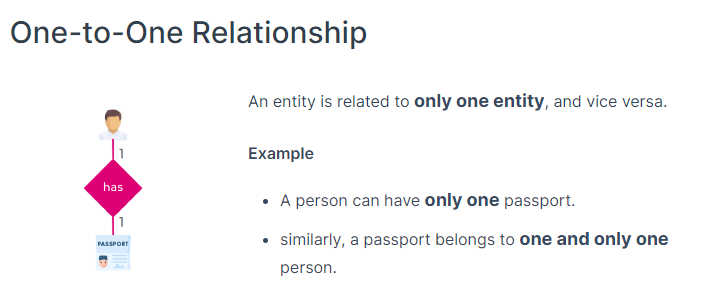 One-to-One Relationship
An entity is related to only one entity, and vice versa.
1
Example
has
A person can have only one passport.
1
similarly, a passport belongs to one and only one
PASSPORT
person.